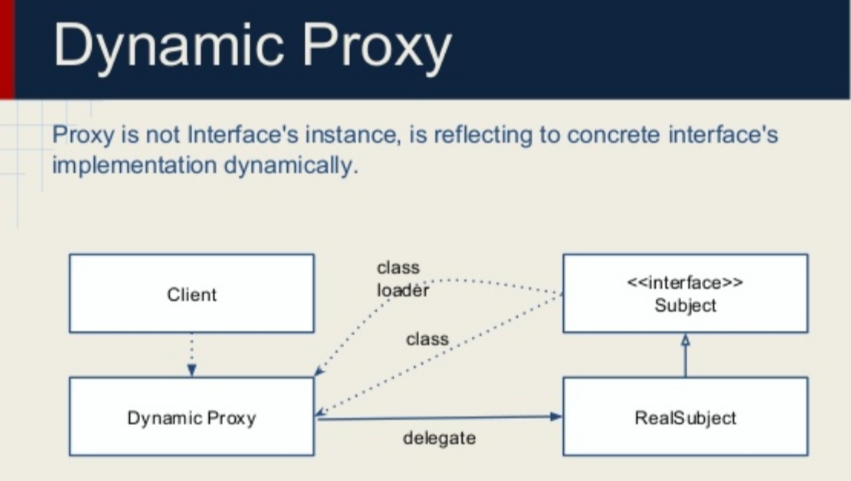 Dynamic Proxy
Proxy is not Interface's instance, is reflecting to concrete interface's
implementation dynamically.
Client
class
loader
<<interface>>
Subject
class
Dynamic Proxy
RealSubject
delegate